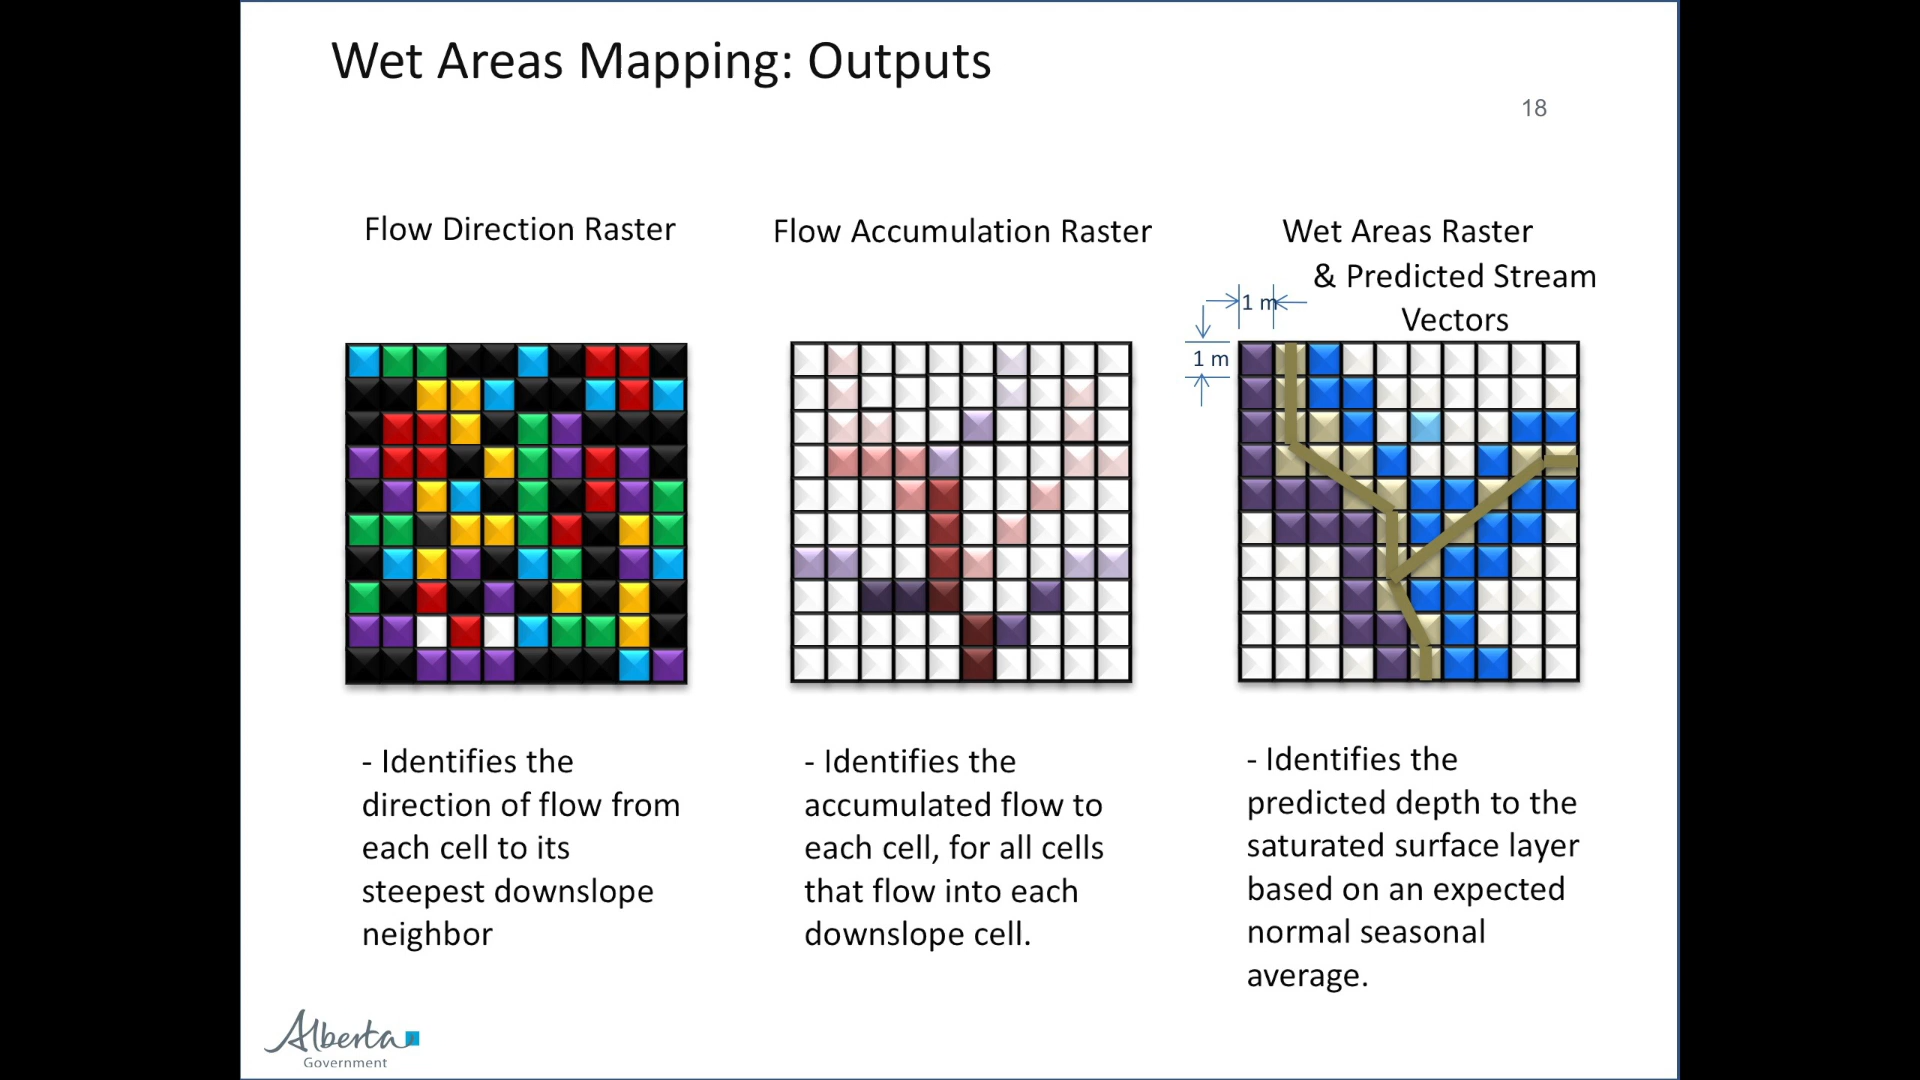 Wet Areas Mapping: Outputs
18
Flow Direction Raster
Flow Accumulation Raster
Wet Areas Raster
& Predicted Stream
Vectors
1 m
1 m
- Identifies the
direction of flow from
each cell to its
steepest downslope
neighbor
- Identifies the
accumulated flow to
each cell, for all cells
that flow into each
downslope cell.
- Identifies the
predicted depth to the
saturated surface layer
based on an expected
normal seasonal
average.
Alberta
Government